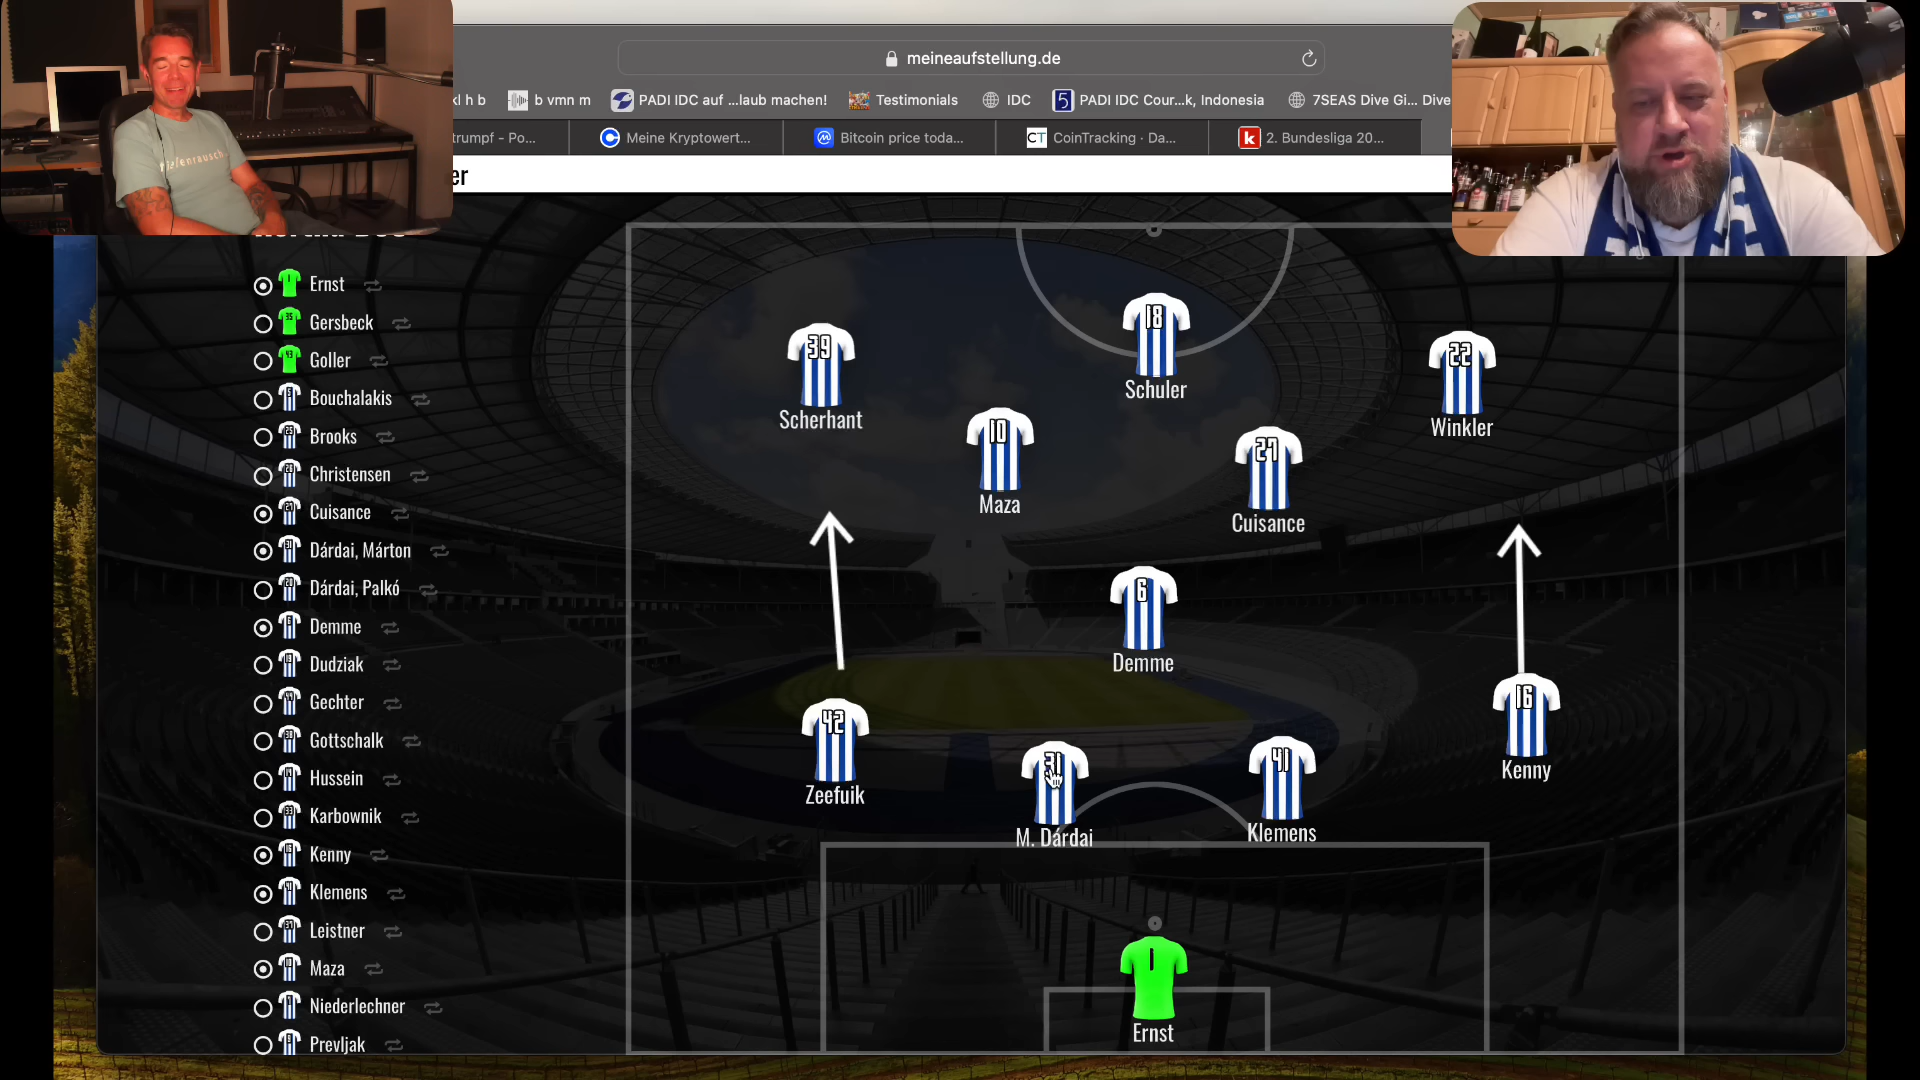 meineaufstellung.de
kl h b
b vmn m
PADI IDC auf ...laub machen!
Testimonials
IDC
PADI IDC Cour...k, Indonesia
7SEAS Dive Gi... Dive
trumpf - Po...
Meine Kryptowert...
Bitcoin price toda...
CT CoinTracking · Da...
k 2. Bundesliga 20...
er
Ernst
Gersbeck
Goller
Bouchalakis
Brooks
Christensen
Cuisance
Dárdai, Márton
Dárdai, Palkó
Demme
Dudziak
Gechter
Gottschalk
Hussein
Karbownik
Kenny
Klemens
Leistner
Maza
Niederlechner
Prevljak
18
Schuler
39
Scherhant
22
Winkler
10
Maza
27
Cuisance
6
Demme
42
Zeefuik
31
M. Dárdai
41
Klemens
16
Kenny
1
Ernst